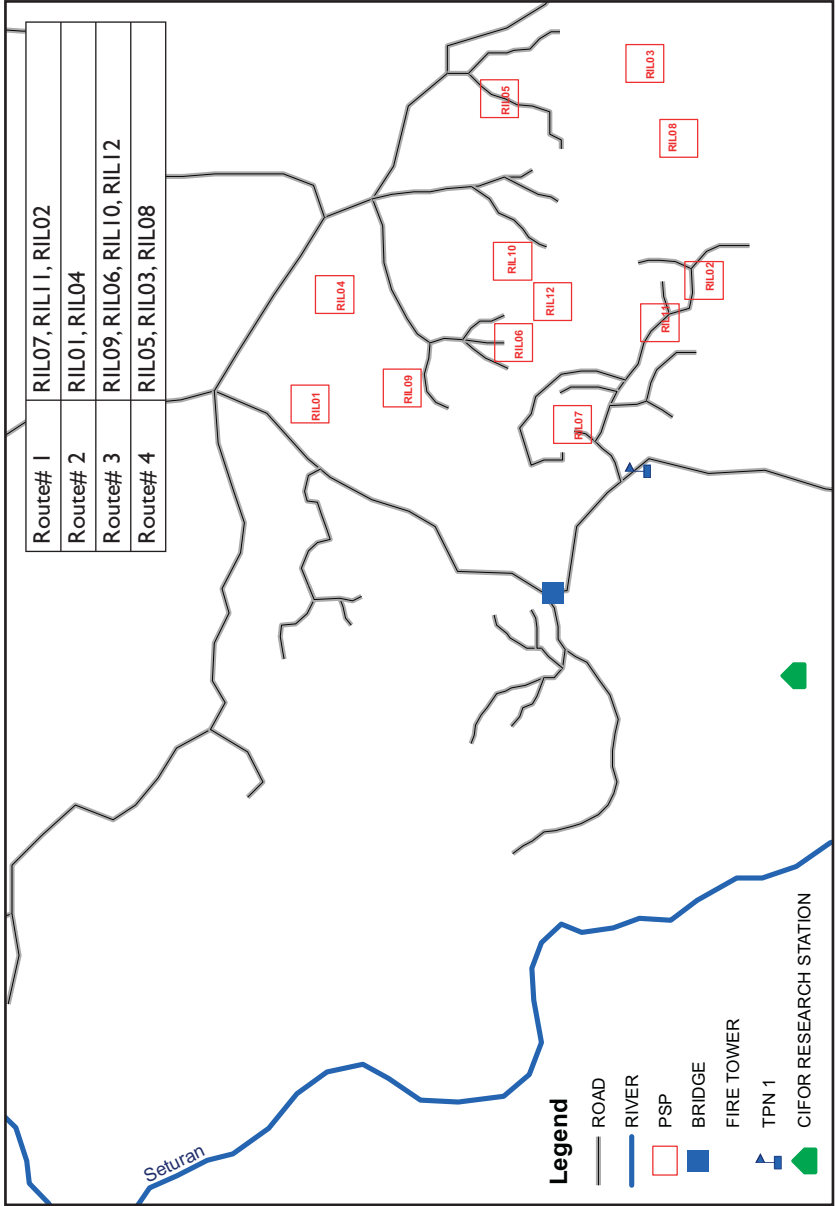 Route# 1 RIL07, RIL11, RIL02
Route# 2 RIL01, RIL04
Route# 3 RIL09, RIL06, RIL10, RIL12
Route# 4 RIL05, RIL03, RIL08
RIL03
RIL05
RIL08
RIL10
RIL04
RIL12
RIL02
RIL11
RIL06
RIL09
RIL01
RIL07
Seturan
Legend
ROAD
RIVER
PSP
BRIDGE
FIRE TOWER
TPN 1
CIFOR RESEARCH STATION